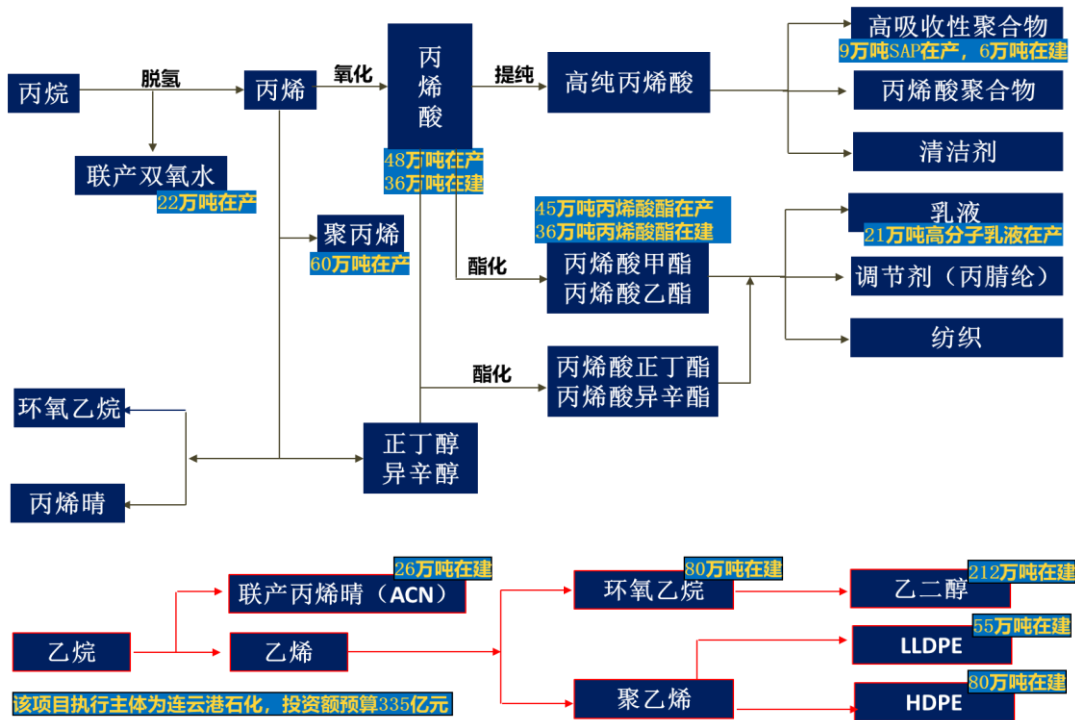 高吸收性聚合物
9万吨SAP在产，6万吨在建
丙烷
脱氢
丙烯
氧化
丙
烯
酸
提纯
高纯丙烯酸
丙烯酸聚合物
清洁剂
48万吨在产
36万吨在建
联产双氧水
22万吨在产
聚丙烯
60万吨在产
45万吨丙烯酸酯在产
36万吨丙烯酸酯在建
酯化
丙烯酸甲酯
丙烯酸乙酯
乳液
21万吨高分子乳液在产
调节剂（丙腈纶）
纺织
酯化
丙烯酸正丁酯
丙烯酸异辛酯
环氧乙烷
丙烯晴
正丁醇
异辛醇
26万吨在建
联产丙烯晴（ACN）
80万吨在建
环氧乙烷
212万吨在建
乙二醇
乙烷
乙烯
55万吨在建
LLDPE
聚乙烯
80万吨在建
HDPE
该项目执行主体为连云港石化，投资额预算335亿元